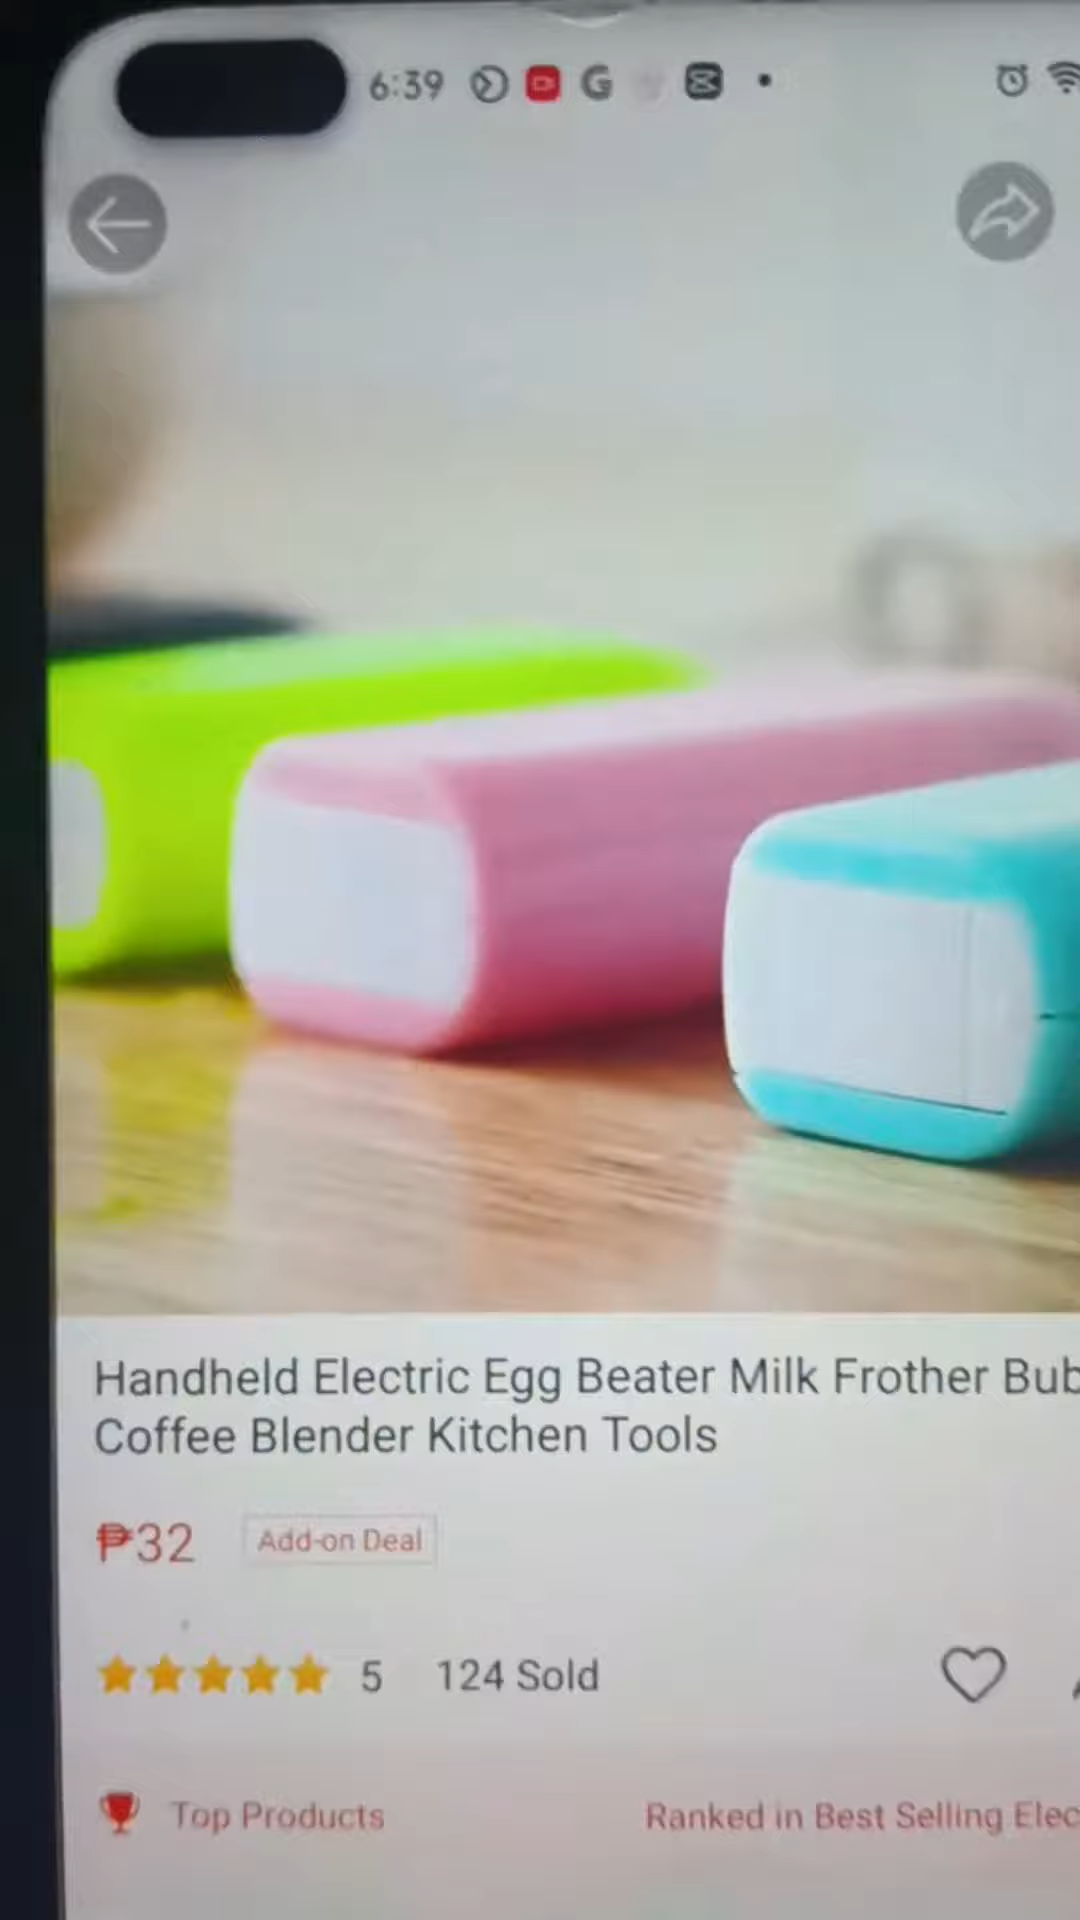 6:39
Handheld Electric Egg Beater Milk Frother
Coffee Blender Kitchen Tools
₱32 Add-on Deal
5 124 Sold
Top Products Ranked in Best Selling